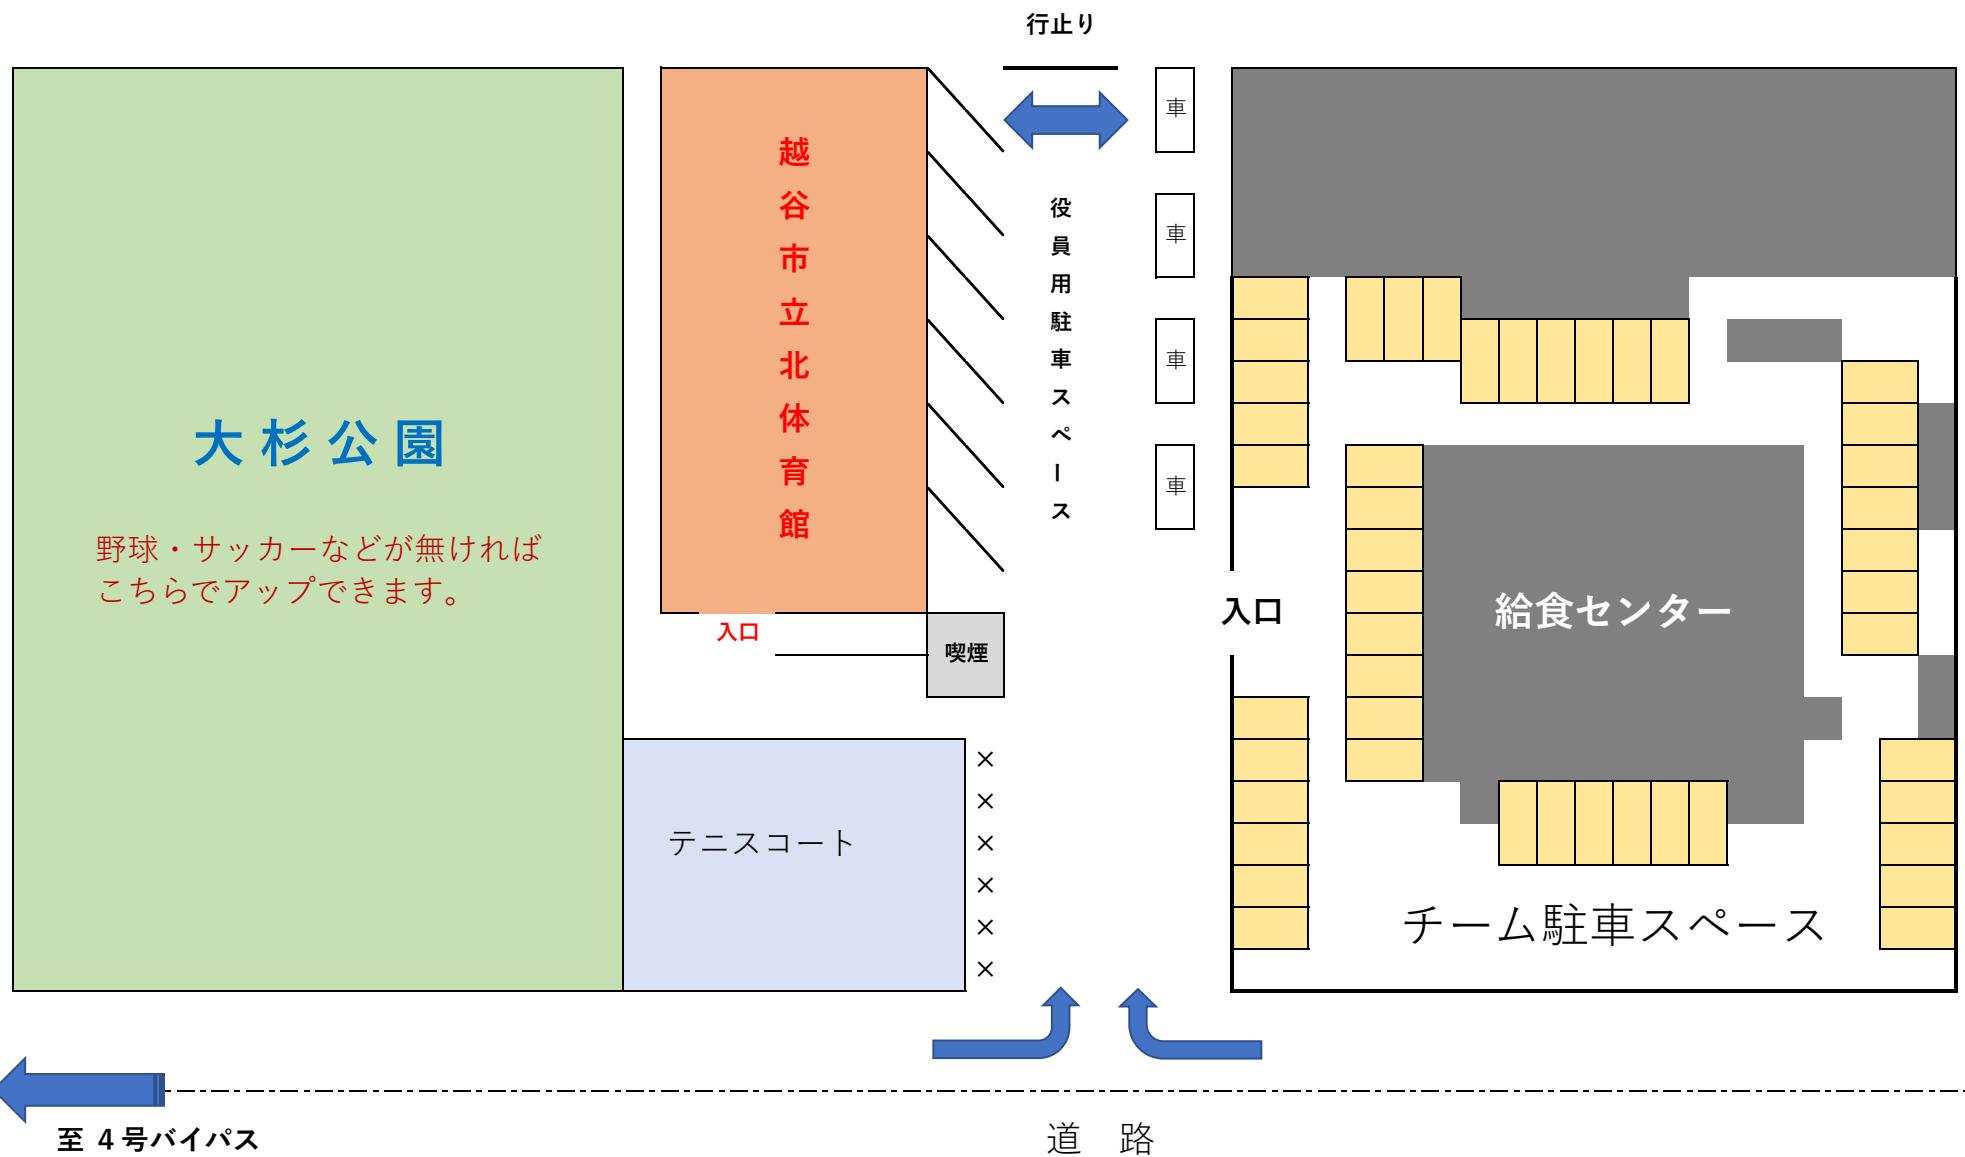 行止り
車
越谷市立北体育館
役員用駐車スペース
車
車
大杉公園
車
野球・サッカーなどが無ければ
こちらでアップできます。
入口
給食センター
入口
喫煙
×
×
テニスコート
×
×
チーム駐車スペース
×
×
至 4号バイパス
道 路